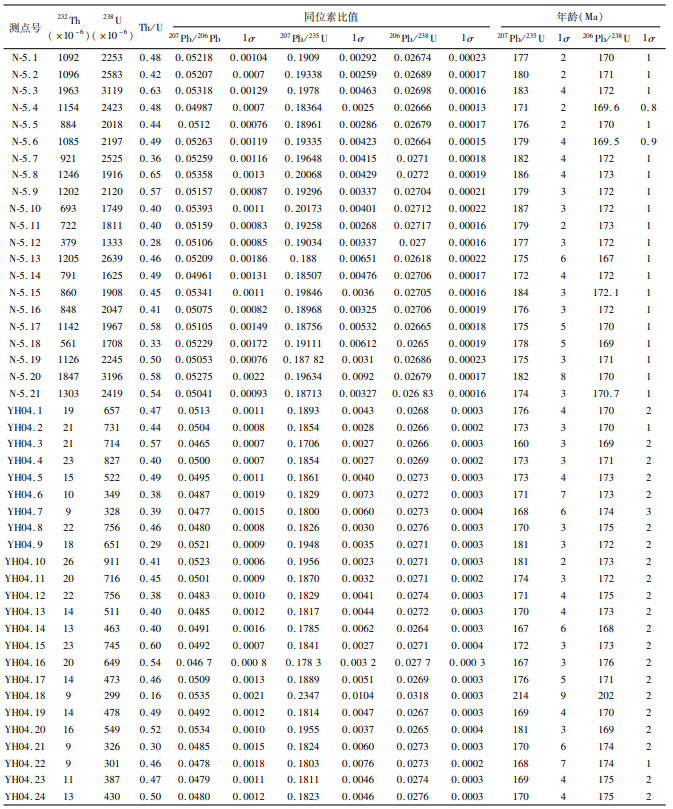 测点号 232Th (×10-6) 238U (×10-6) Th/U 同位素比值 年龄(Ma)
207Pb/206Pb 1σ 207Pb/235U 1σ 206Pb/238U 1σ 207Pb/235U 1σ 206Pb/238U 1σ
N-5.1 1092 2253 0.48 0.05218 0.00104 0.1909 0.00292 0.02674 0.00023 177 2 170 1
N-5.2 1096 2583 0.42 0.05207 0.0007 0.19338 0.00259 0.02689 0.00017 180 2 171 1
N-5.3 1963 3119 0.63 0.05318 0.00129 0.1978 0.00463 0.02698 0.00016 183 4 172 1
N-5.4 1154 2423 0.48 0.04987 0.0007 0.18364 0.0025 0.02666 0.00013 171 2 169.6 0.8
N-5.5 884 2018 0.44 0.0512 0.00076 0.18961 0.00286 0.02679 0.00017 176 2 170 1
N-5.6 1085 2197 0.49 0.05263 0.00119 0.19335 0.00423 0.02664 0.00015 179 4 169.5 0.9
N-5.7 921 2525 0.36 0.05259 0.00116 0.19648 0.00415 0.0271 0.00018 182 4 172 1
N-5.8 1246 1916 0.65 0.05358 0.0013 0.20068 0.00429 0.0272 0.00019 186 4 173 1
N-5.9 1202 2120 0.57 0.05157 0.00087 0.19296 0.00337 0.02704 0.00021 179 3 172 1
N-5.10 693 1749 0.40 0.05393 0.0011 0.20173 0.00401 0.02712 0.00022 187 3 172 1
N-5.11 722 1811 0.40 0.05159 0.00083 0.19258 0.00268 0.02717 0.00016 179 2 173 1
N-5.12 379 1333 0.28 0.05106 0.00085 0.19034 0.00337 0.027 0.00016 177 3 172 1
N-5.13 1205 2639 0.46 0.05209 0.00186 0.188 0.00651 0.02618 0.00022 175 6 167 1
N-5.14 791 1625 0.49 0.04961 0.00131 0.18507 0.00476 0.02706 0.00017 172 4 172 1
N-5.15 860 1908 0.45 0.05341 0.0011 0.19846 0.0036 0.02705 0.00016 184 3 172.1 1
N-5.16 848 2047 0.41 0.05075 0.00082 0.18968 0.00325 0.02706 0.00019 176 3 172 1
N-5.17 1142 1967 0.58 0.05105 0.00149 0.18756 0.00532 0.02665 0.00018 175 5 170 1
N-5.18 561 1708 0.33 0.05229 0.00172 0.19111 0.00612 0.0265 0.00019 178 5 169 1
N-5.19 1126 2245 0.50 0.05053 0.00076 0.187 82 0.0031 0.02686 0.00023 175 3 171 1
N-5.20 1847 3196 0.58 0.05275 0.0022 0.19634 0.0092 0.02679 0.00017 182 8 170 1
N-5.21 1303 2419 0.54 0.05041 0.00093 0.18713 0.00327 0.026 83 0.00016 174 3 170.7 1
YH04.1 19 657 0.47 0.0513 0.0011 0.1893 0.0043 0.0268 0.0003 176 4 170 2
YH04.2 21 731 0.44 0.0504 0.0008 0.1854 0.0028 0.0266 0.0002 173 3 170 1
YH04.3 21 714 0.57 0.0465 0.0007 0.1706 0.0027 0.0266 0.0003 160 3 169 2
YH04.4 23 827 0.40 0.0500 0.0007 0.1854 0.0027 0.0269 0.0002 173 3 171 2
YH04.5 15 522 0.49 0.0495 0.0011 0.1861 0.0040 0.0273 0.0003 173 4 173 2
YH04.6 10 349 0.38 0.0487 0.0019 0.1829 0.0073 0.0272 0.0003 171 7 173 2
YH04.7 9 328 0.39 0.0477 0.0015 0.1800 0.0060 0.0273 0.0004 168 6 174 3
YH04.8 22 756 0.46 0.0480 0.0008 0.1826 0.0030 0.0276 0.0003 170 3 175 2
YH04.9 18 651 0.29 0.0521 0.0009 0.1948 0.0035 0.0271 0.0003 181 3 172 2
YH04.10 26 911 0.41 0.0523 0.0006 0.1956 0.0023 0.0271 0.0003 181 2 173 2
YH04.11 20 716 0.45 0.0501 0.0009 0.1870 0.0032 0.0271 0.0002 174 3 172 2
YH04.12 22 756 0.38 0.0483 0.0010 0.1829 0.0041 0.0274 0.0003 171 4 175 2
YH04.13 14 511 0.40 0.0485 0.0012 0.1817 0.0044 0.0272 0.0003 170 4 173 2
YH04.14 13 463 0.40 0.0491 0.0016 0.1785 0.0062 0.0264 0.0003 167 6 168 2
YH04.15 23 745 0.60 0.0492 0.0007 0.1841 0.0027 0.0271 0.0004 172 3 173 2
YH04.16 20 649 0.54 0.046 7 0.000 8 0.178 3 0.003 2 0.027 7 0.000 3 167 3 176 2
YH04.17 14 473 0.46 0.0509 0.0013 0.1889 0.0051 0.0269 0.0003 176 5 171 2
YH04.18 9 299 0.16 0.0535 0.0021 0.2347 0.0104 0.0318 0.0003 214 9 202 2
YH04.19 14 478 0.49 0.0492 0.0012 0.1814 0.0047 0.0267 0.0003 169 4 170 2
YH04.20 16 549 0.52 0.0534 0.0010 0.1955 0.0037 0.0265 0.0004 181 3 169 2
YH04.21 9 326 0.30 0.0485 0.0015 0.1824 0.0060 0.0273 0.0003 170 6 174 2
YH04.22 9 301 0.46 0.0478 0.0018 0.1803 0.0076 0.0273 0.0002 168 7 174 1
YH04.23 11 387 0.47 0.0479 0.0011 0.1811 0.0046 0.0274 0.0003 169 4 175 2
YH04.24 13 430 0.50 0.0480 0.0012 0.1823 0.0046 0.0276 0.0003 170 4 175 2